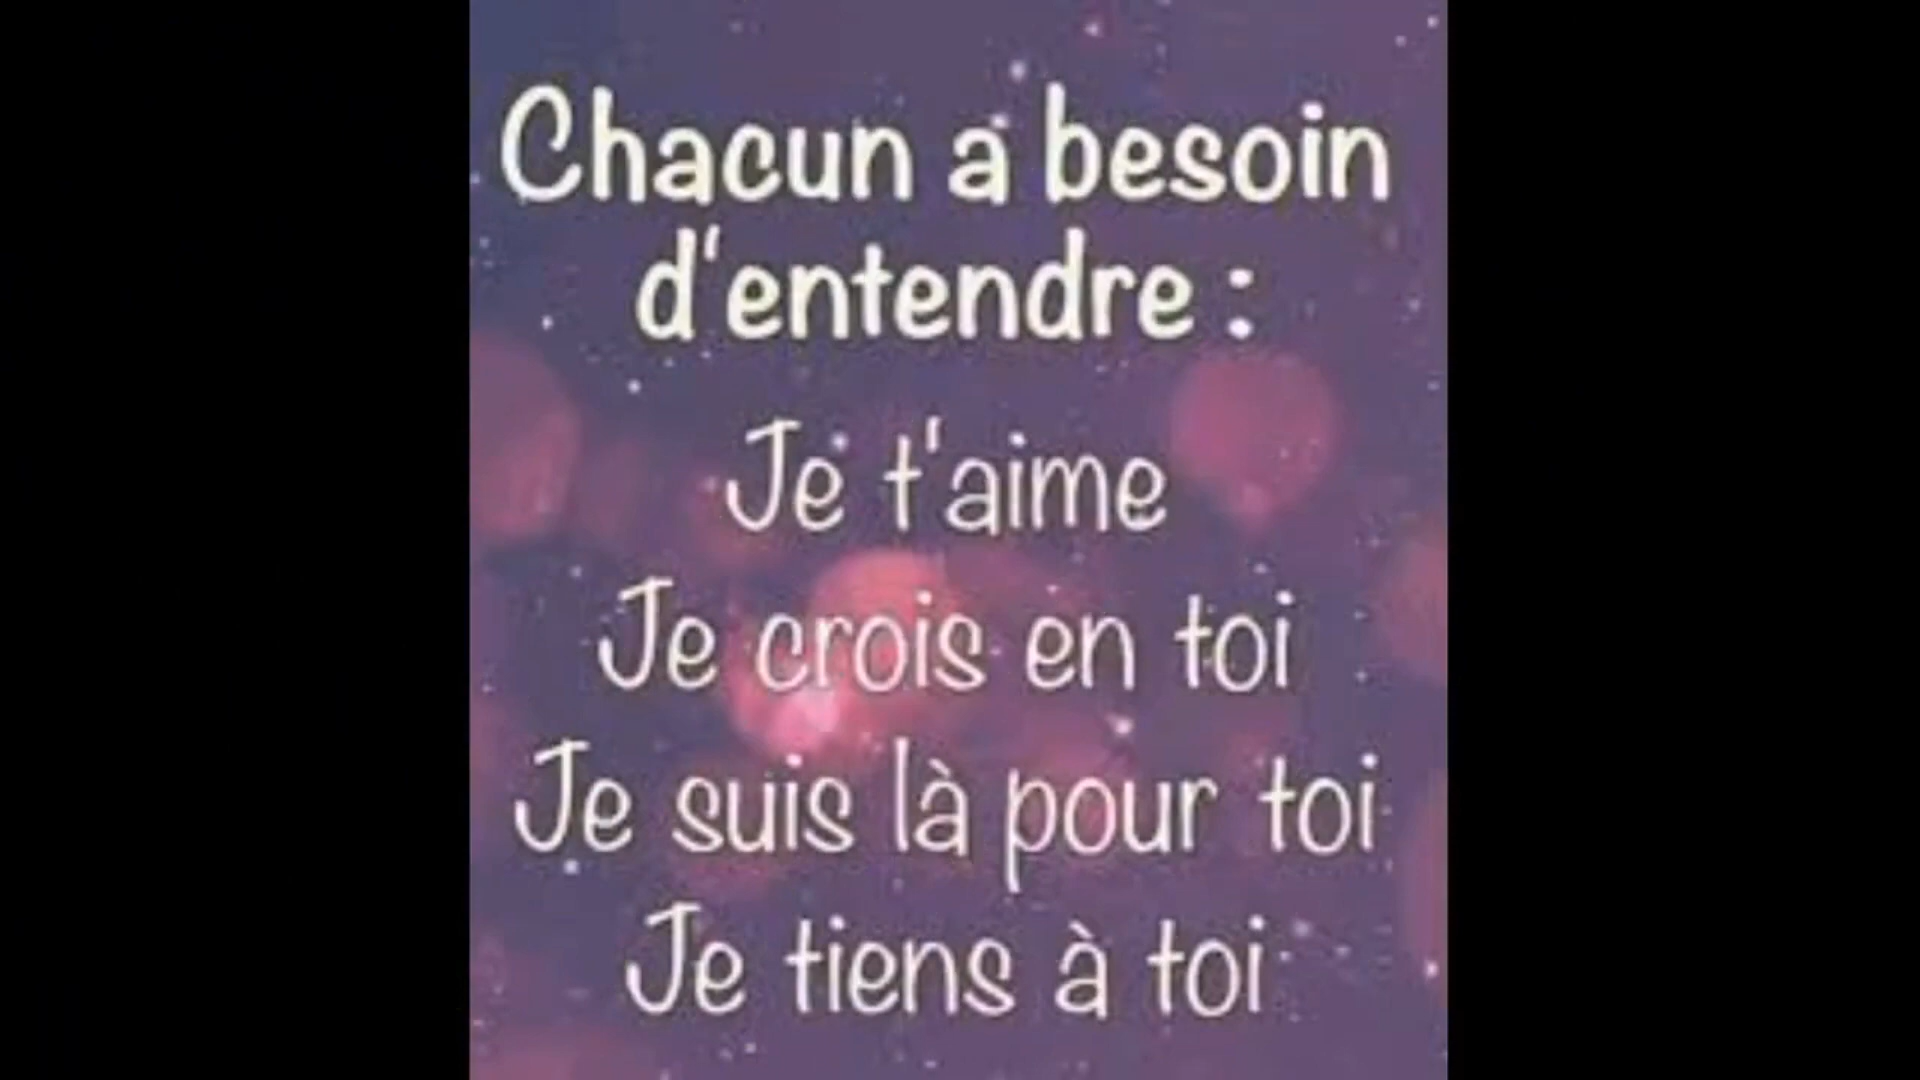 Chacun a besoin
d'entendre :
Je t'aime
Je crois en toi
Je suis là pour toi
Je tiens à toi